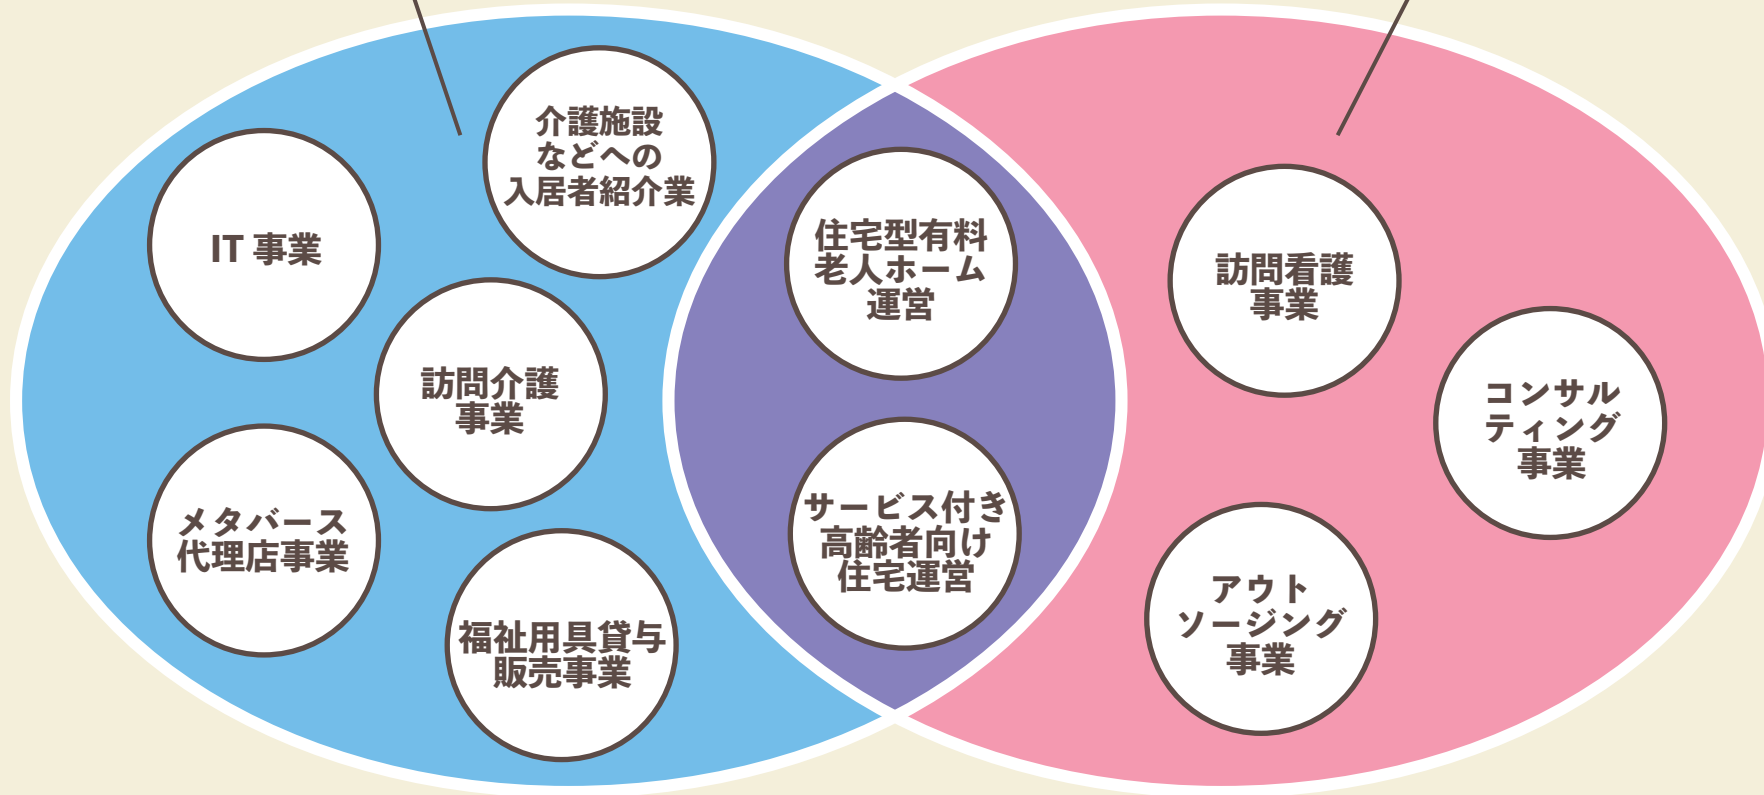 介護施設
などへの
入居者紹介業
IT 事業
訪問介護
事業
メタバース
代理店事業
福祉用具貸与
販売事業
住宅型有料
老人ホーム
運営
サービス付き
高齢者向け
住宅運営
訪問看護
事業
コンサル
ティング
事業
アウト
ソージング
事業